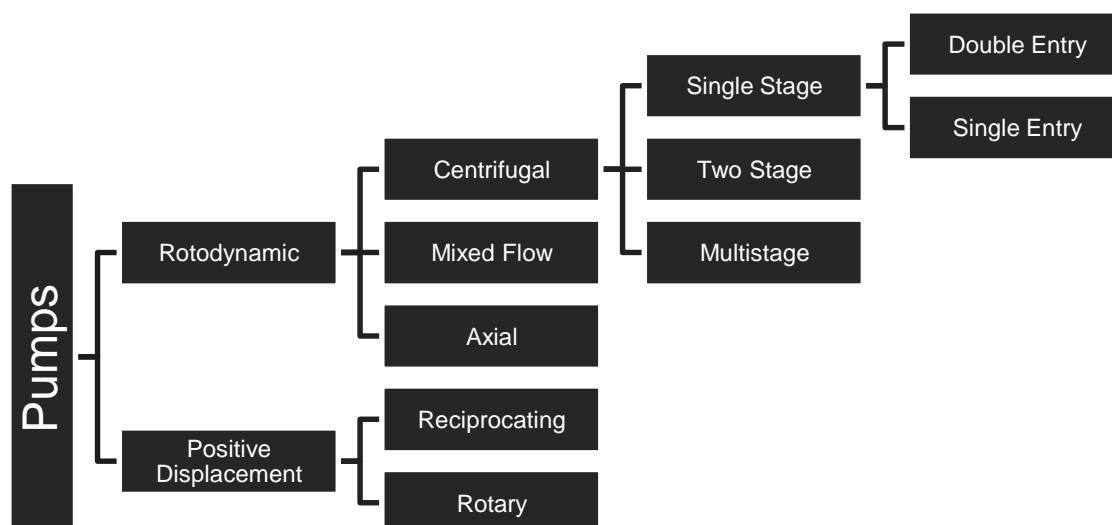 Pumps
Rotodynamic
Centrifugal
Single Stage
Double Entry
Single Entry
Two Stage
Multistage
Mixed Flow
Axial
Positive
Displacement
Reciprocating
Rotary